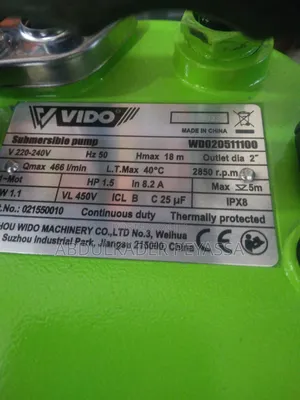 VIDO
MADE IN CHINA
Submersible pump WD020511100
V 220-240V Hz 50 Hmax 18 m Outlet dia 2"
Qmax 466 l/min L.T.Max 40°C 2850 r.p.m
1-Mot HP 1.5 In 8.2 A Max 5m
W 1.1 VL 450V ICL B C 25 µF IPX8
. 021550010 Continuous duty Thermally protected
HOU WIDO MACHINERY CO.,LTD No.3, Weihua
Suzhou Industrial Park, Jiangsu 215000, China
CE
ABDULKADER